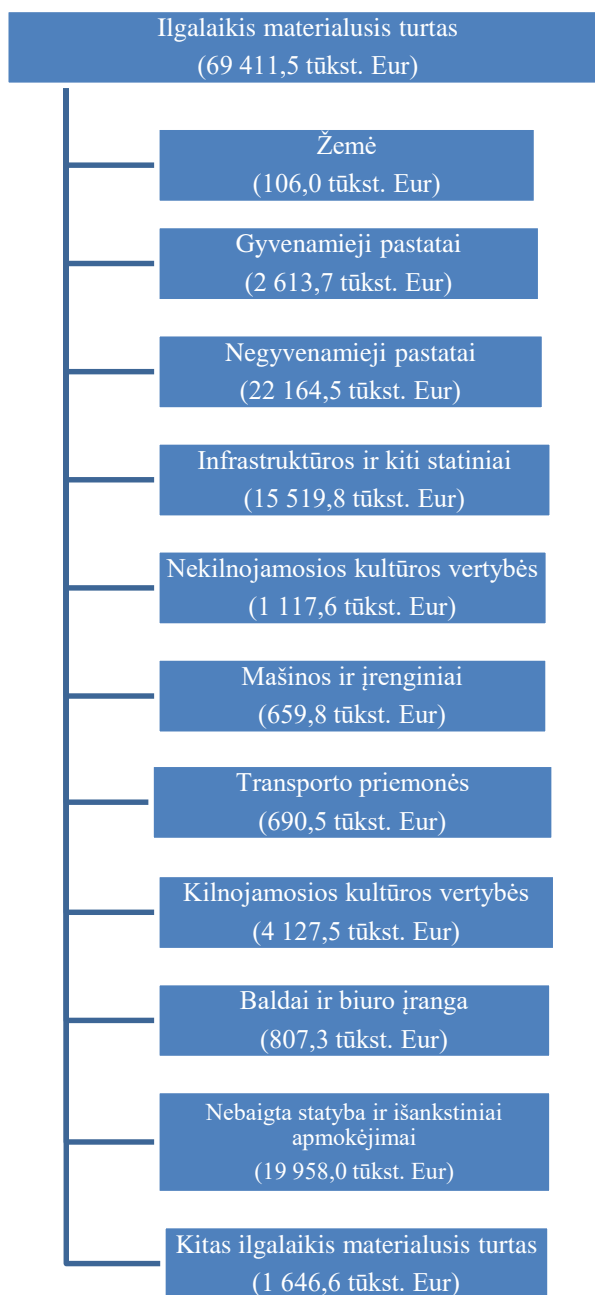 Ilgalaikis materialusis turtas
(69 411,5 tūkst. Eur)
Žemė
(106,0 tūkst. Eur)
Gyvenamieji pastatai
(2 613,7 tūkst. Eur)
Negyvenamieji pastatai
(22 164,5 tūkst. Eur)
Infrastruktūros ir kiti statiniai
(15 519,8 tūkst. Eur)
Nekilnojamosios kultūros vertybės
(1 117,6 tūkst. Eur)
Mašinos ir įrenginiai
(659,8 tūkst. Eur)
Transporto priemonės
(690,5 tūkst. Eur)
Kilnojamosios kultūros vertybės
(4 127,5 tūkst. Eur)
Baldai ir biuro įranga
(807,3 tūkst. Eur)
Nebaigta statyba ir išankstiniai
apmokėjimai
(19 958,0 tūkst. Eur)
Kitas ilgalaikis materialusis turtas
(1 646,6 tūkst. Eur)